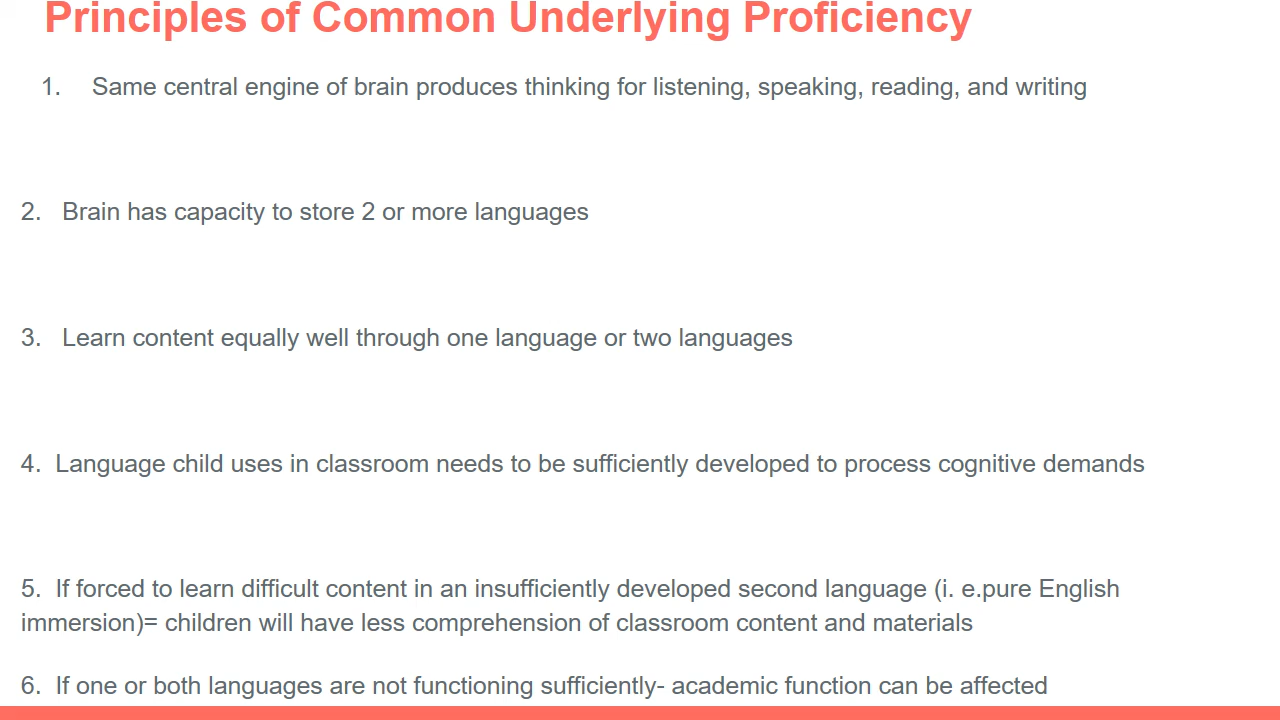 Principles of Common Underlying Proficiency
1. Same central engine of brain produces thinking for listening, speaking, reading, and writing
2. Brain has capacity to store 2 or more languages
3. Learn content equally well through one language or two languages
4. Language child uses in classroom needs to be sufficiently developed to process cognitive demands
5. If forced to learn difficult content in an insufficiently developed second language (i. e.pure English
immersion)= children will have less comprehension of classroom content and materials
6. If one or both languages are not functioning sufficiently- academic function can be affected